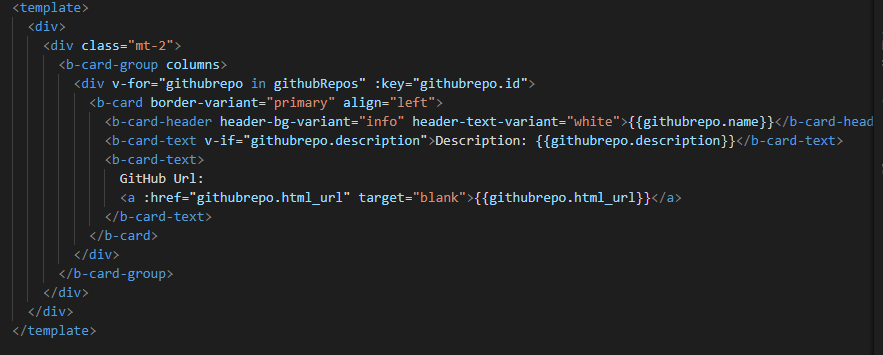 <template>
<div>
<div class="mt-2">
<b-card-group columns>
<div v-for="githubrepo in githubRepos" :key="githubrepo.id">
<b-card border-variant="primary" align="left">
<b-card-header header-bg-variant="info" header-text-variant="white">{{githubrepo.name}}</b-card-head
<b-card-text v-if="githubrepo.description">Description: {{githubrepo.description}}</b-card-text>
<b-card-text>
GitHub Url:
<a :href="githubrepo.html_url" target="blank">{{githubrepo.html_url}}</a>
</b-card-text>
</b-card>
</div>
</b-card-group>
</div>
</div>
</template>